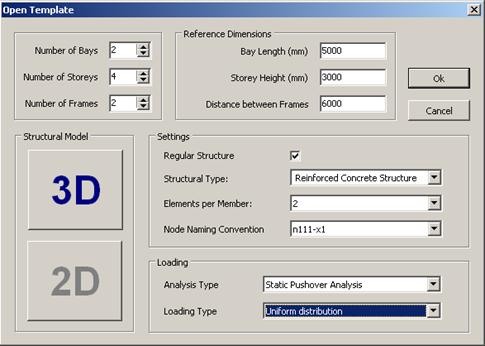 Open Template
Number of Bays 2
Number of Storeys 4
Number of Frames 2
Reference Dimensions
Bay Length (mm) 5000
Storey Height (mm) 3000
Distance between Frames 6000
Ok
Cancel
Structural Model
3D
2D
Settings
Regular Structure
Structural Type: Reinforced Concrete Structure
Elements per Member: 2
Node Naming Convention n111-x1
Loading
Analysis Type Static Pushover Analysis
Loading Type Uniform distribution